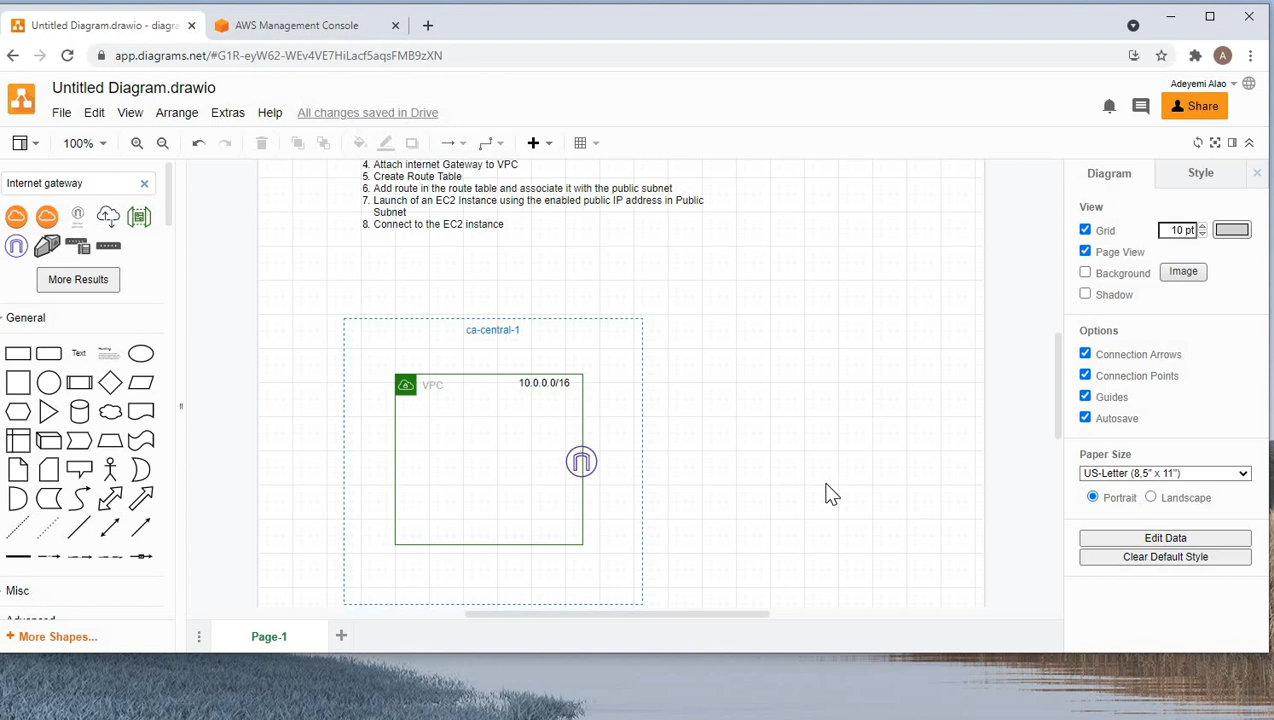 Untitled Diagram.drawio - diagra
AWS Management Console
app.diagrams.net/#G1R-eyW62-WEv4VE7HiLacf5aqsFMB9zXN
Untitled Diagram.drawio
Adeyemi Alao
File Edit View Arrange Extras Help All changes saved in Drive
Share
100%
Internet gateway
More Results
General
Text
Heading
Misc
Advanced
+ More Shapes...
4. Attach internet Gateway to VPC
5. Create Route Table
6. Add route in the route table and associate it with the public subnet
7. Launch of an EC2 Instance using the enabled public IP address in Public
Subnet
8. Connect to the EC2 instance
ca-central-1
VPC
10.0.0.0/16
Page-1
Diagram
Style
View
Grid
10 pt
Page View
Background
Image
Shadow
Options
Connection Arrows
Connection Points
Guides
Autosave
Paper Size
US-Letter (8,5" x 11")
Portrait
Landscape
Edit Data
Clear Default Style